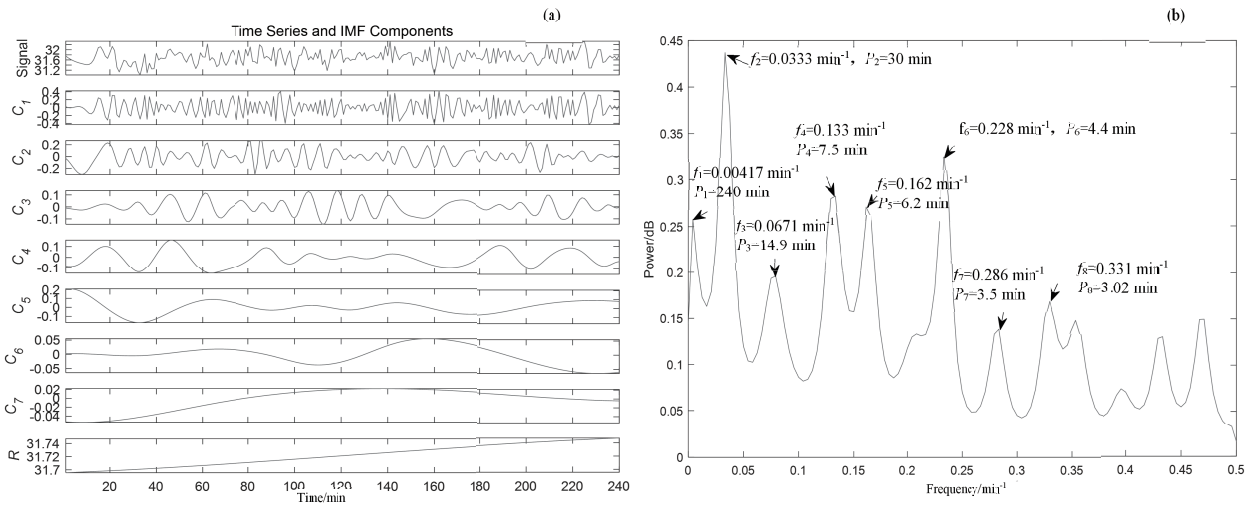 (a)
Time Series and IMF Components
Signal
32
31.6
31.2
C1
0.4
0.2
0
-0.2
-0.4
C2
0.2
0
-0.2
C3
0.1
0
-0.1
C4
0.1
0
-0.1
C5
0.2
0.1
0
-0.1
C6
0.05
0
-0.05
C7
0.02
0
-0.02
-0.04
R
31.74
31.72
31.7
20 40 60 80 100 120 140 160 180 200 220 240
Time/min
(b)
Power/dB
0.45
0.4
0.35
0.3
0.25
0.2
0.15
0.1
0.05
0
f2=0.0333 min-1, P2=30 min
f4=0.133 min-1
P4=7.5 min
f6=0.228 min-1, P6=4.4 min
f1=0.00417 min-1
P1=240 min
f5=0.162 min-1
P5=6.2 min
f3=0.0671 min-1
P3=14.9 min
f7=0.286 min-1
P7=3.5 min
f8=0.331 min-1
=3.02 min
0 0.05 0.1 0.15 0.2 0.25 0.3 0.35 0.4 0.45 0.5
Frequency/min-1